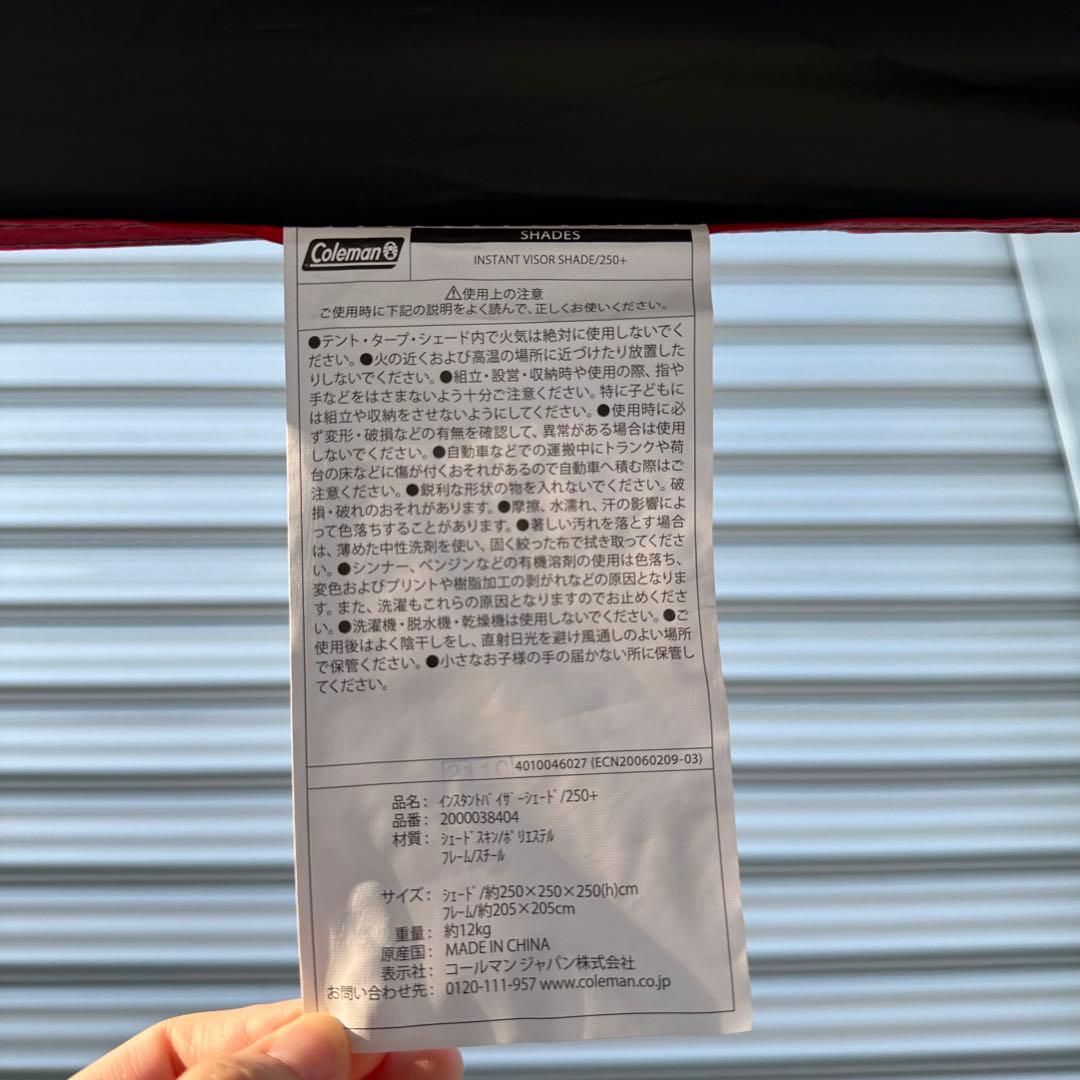 Coleman
SHADES
INSTANT VISOR SHADE/250+
⚠使用上の注意
ご使用時に下記の説明をよく読んで、正しくお使いください。
●テント・タープ・シェード内で火気は絶対に使用しないでく
ださい。●火の近くおよび高温の場所に近づけたり放置した
りしないでください。●組立・設営・収納時や使用の際、指や
手などをはさまないよう十分ご注意ください。特に子どもに
は組立や収納をさせないようにしてください。●使用時に必
ず変形・破損などの有無を確認して、異常がある場合は使用
しないでください。●自動車などでの運搬中にトランクや荷
台の床などに傷が付くおそれがあるので自動車へ積む際はご
注意ください。●鋭利な形状の物を入れないでください。破
損・破れのおそれがあります。●摩擦、水濡れ、汗の影響によ
って色落ちすることがあります。●著しい汚れを落とす場合
は、薄めた中性洗剤を使い、固く絞った布で拭き取ってくださ
い。●シンナー、ベンジンなどの有機溶剤の使用は色落ち、
変色およびプリントや樹脂加工の剥がれなどの原因となりま
す。また、洗濯もこれらの原因となりますのでお止めくださ
い。●洗濯機・脱水機・乾燥機は使用しないでください。●ご
使用後はよく陰干しをし、直射日光を避け風通しのよい場所
で保管ください。●小さなお子様の手の届かない所に保管し
てください。
4010046027 (ECN20060209-03)
品名: ｲﾝｽﾀﾝﾄﾊﾞｲｻﾞｰｼｪｰﾄﾞ/250+
品番: 2000038404
材質: ｼｪｰﾄﾞｽｷﾝ/ﾎﾟﾘｴｽﾃﾙ
ﾌﾚｰﾑ/ｽﾁｰﾙ
サイズ: ｼｪｰﾄﾞ/約250×250×250(h)cm
ﾌﾚｰﾑ/約205×205cm
重量: 約12kg
原産国: MADE IN CHINA
表示社: コールマン ジャパン株式会社
お問い合わせ先: 0120-111-957 www.coleman.co.jp